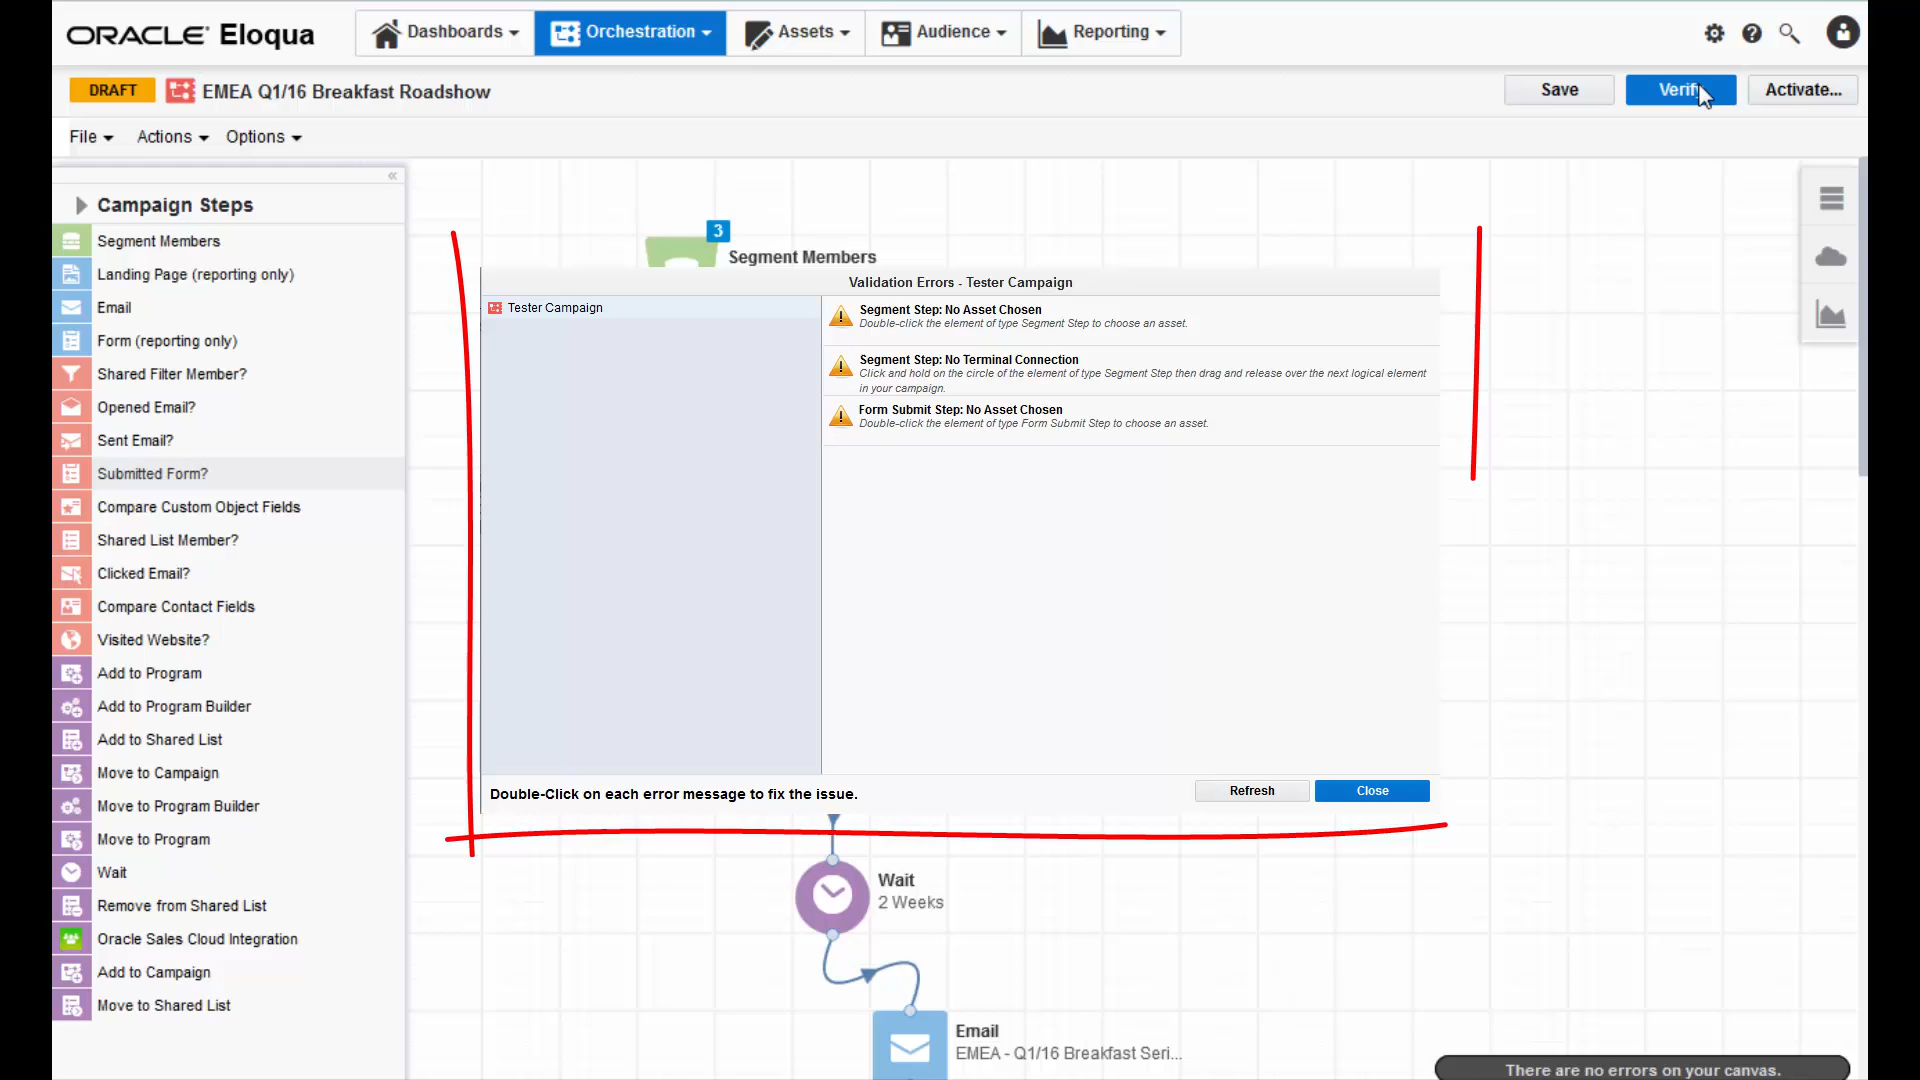 ORACLE Eloqua
Dashboards
Orchestration
Assets
Audience
Reporting
DRAFT
EMEA Q1/16 Breakfast Roadshow
Save
Activate...
File
Actions
Options
Campaign Steps
Segment Members
Landing Page (reporting only)
Email
Form (reporting only)
Shared Filter Member?
Opened Email?
Sent Email?
Submitted Form?
Compare Custom Object Fields
Shared List Member?
Clicked Email?
Compare Contact Fields
Visited Website?
Add to Program
Add to Program Builder
Add to Shared List
Move to Campaign
Move to Program Builder
Move to Program
Wait
Remove from Shared List
Oracle Sales Cloud Integration
Add to Campaign
Move to Shared List
3
Segment Members
Validation Errors - Tester Campaign
Tester Campaign
Segment Step: No Asset Chosen
Double-click the element of type Segment Step to choose an asset.
Segment Step: No Terminal Connection
Click and hold on the circle of the element of type Segment Step then drag and release over the next logical element
in your campaign.
Form Submit Step: No Asset Chosen
Double-click the element of type Form Submit Step to choose an asset.
Double-Click on each error message to fix the issue.
Refresh
Close
Wait
2 Weeks
Email
EMEA - Q1/16 Breakfast Seri...
There are no errors on your canvas.